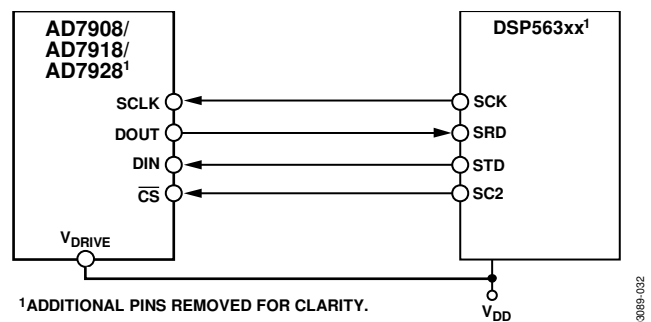 AD7908/
AD7918/
AD7928¹
DSP563xx¹
SCLK
SCK
DOUT
SRD
DIN
STD
CS
SC2
VDRIVE
VDD
¹ADDITIONAL PINS REMOVED FOR CLARITY.
3089-032